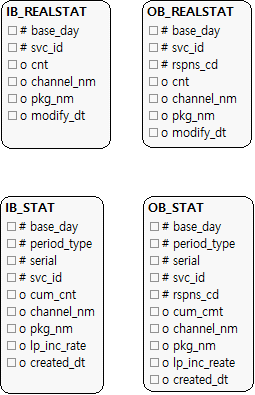 IB_REALSTAT
# base_day
# svc_id
o cnt
o channel_nm
o pkg_nm
o modify_dt
OB_REALSTAT
# base_day
# svc_id
# rspns_cd
o cnt
o channel_nm
o pkg_nm
o modify_dt
IB_STAT
# base_day
# period_type
# serial
# svc_id
o cum_cnt
o channel_nm
o pkg_nm
o lp_inc_rate
o created_dt
OB_STAT
# base_day
# period_type
# serial
# svc_id
# rspns_cd
o cum_cmt
o channel_nm
o pkg_nm
o lp_inc_reate
o created_dt